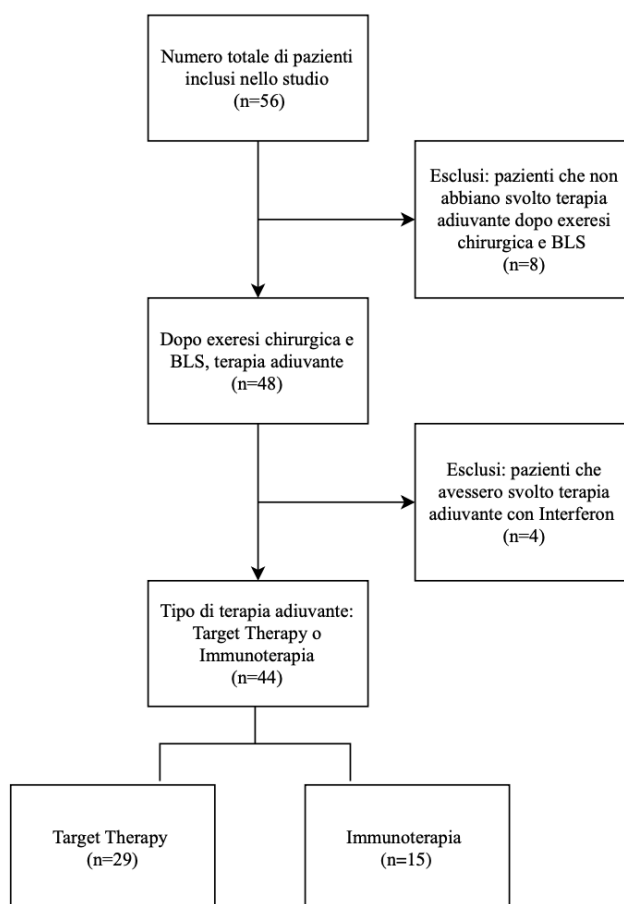 Numero totale di pazienti
inclusi nello studio
(n=56)
Esclusi: pazienti che non
abbiano svolto terapia
adiuvante dopo exeresi
chirurgica e BLS
(n=8)
Dopo exeresi chirurgica e
BLS, terapia adiuvante
(n=48)
Esclusi: pazienti che
avessero svolto terapia
adiuvante con Interferon
(n=4)
Tipo di terapia adiuvante:
Target Therapy o
Immunoterapia
(n=44)
Target Therapy
(n=29)
Immunoterapia
(n=15)